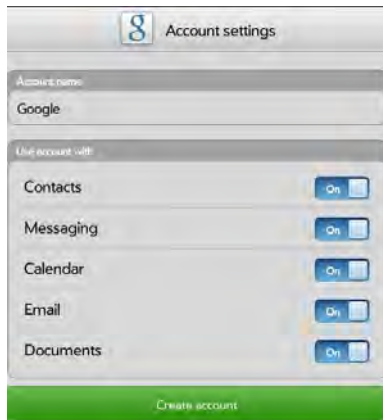 8 Account settings
Account name
Google
Use account with
Contacts On
Messaging On
Calendar On
Email On
Documents On
Create account